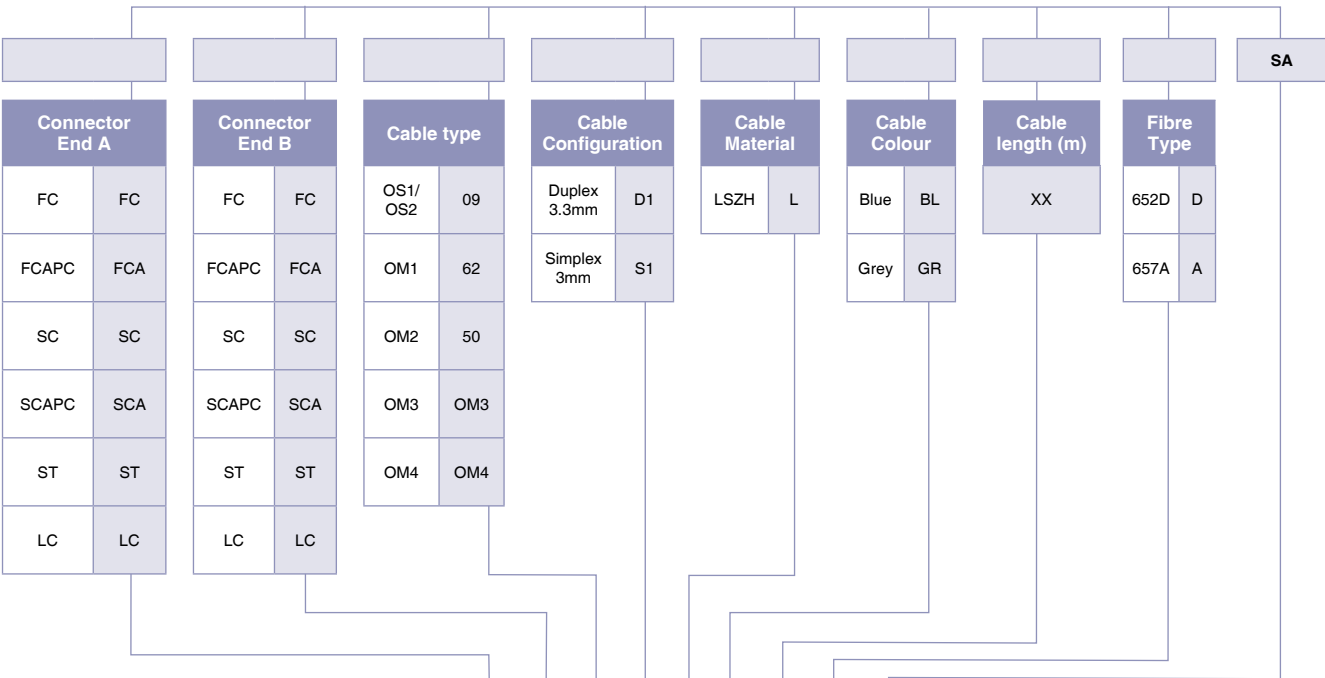 SA
Connector
End A
Connector
End B
Cable type
Cable
Configuration
Cable
Material
Cable
Colour
Cable
length (m)
Fibre
Type
FC FC FC FC OS1/
OS2 09 Duplex
3.3mm D1 LSZH L Blue BL XX 652D D
FCAPC FCA FCAPC FCA OM1 62 Simplex
3mm S1 Grey GR 657A A
SC SC SC SC OM2 50
SCAPC SCA SCAPC SCA OM3 OM3
ST ST ST ST OM4 OM4
LC LC LC LC